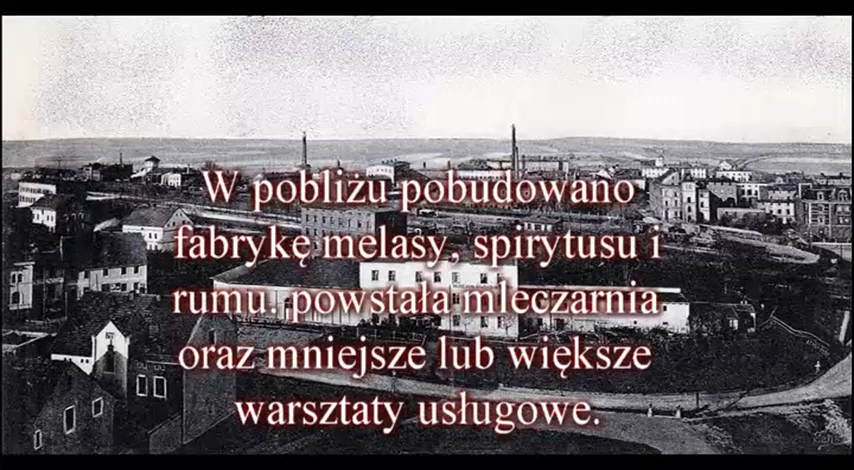 W pobliżu pobudowano
fabrykę melasy, spirytusu i
rumu. powstała mleczarnia
oraz mniejsze lub większe
warsztaty usługowe.